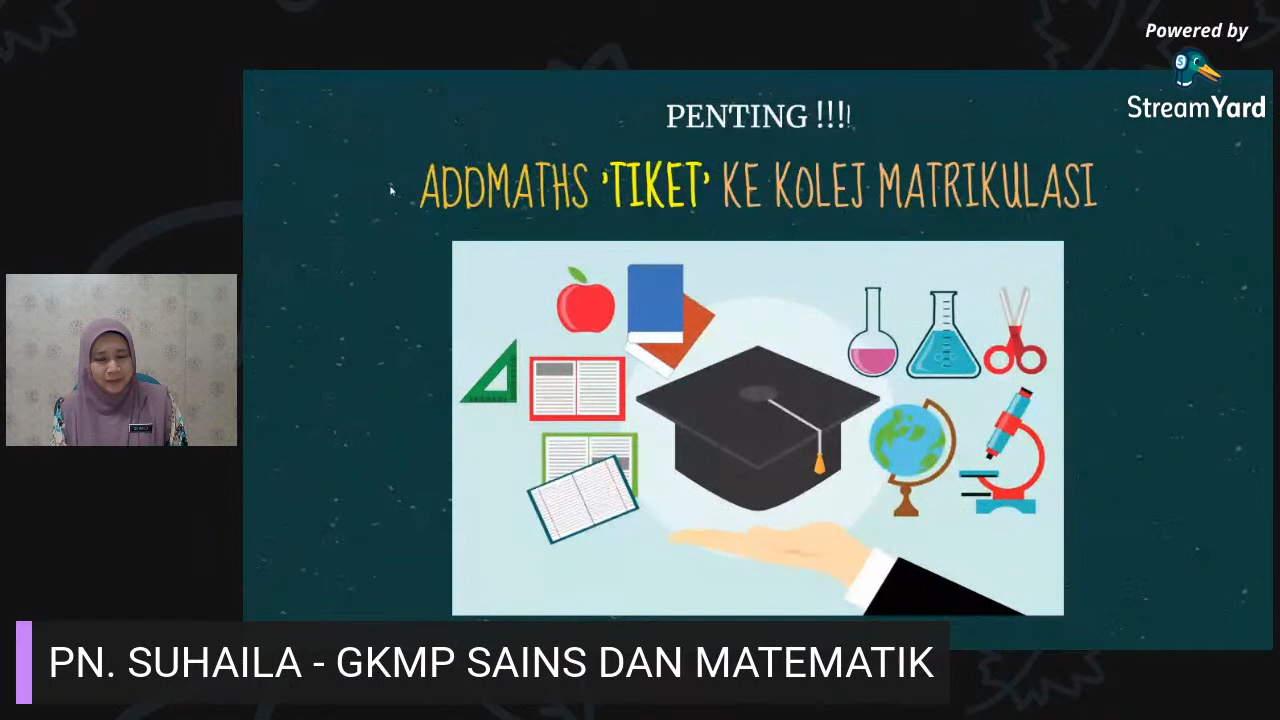 Powered by
StreamYard
PENTING !!!!
ADDMATHS 'TIKET' KE KOLEJ MATRIKULASI
PN. SUHAILA - GKMP SAINS DAN MATEMATIK